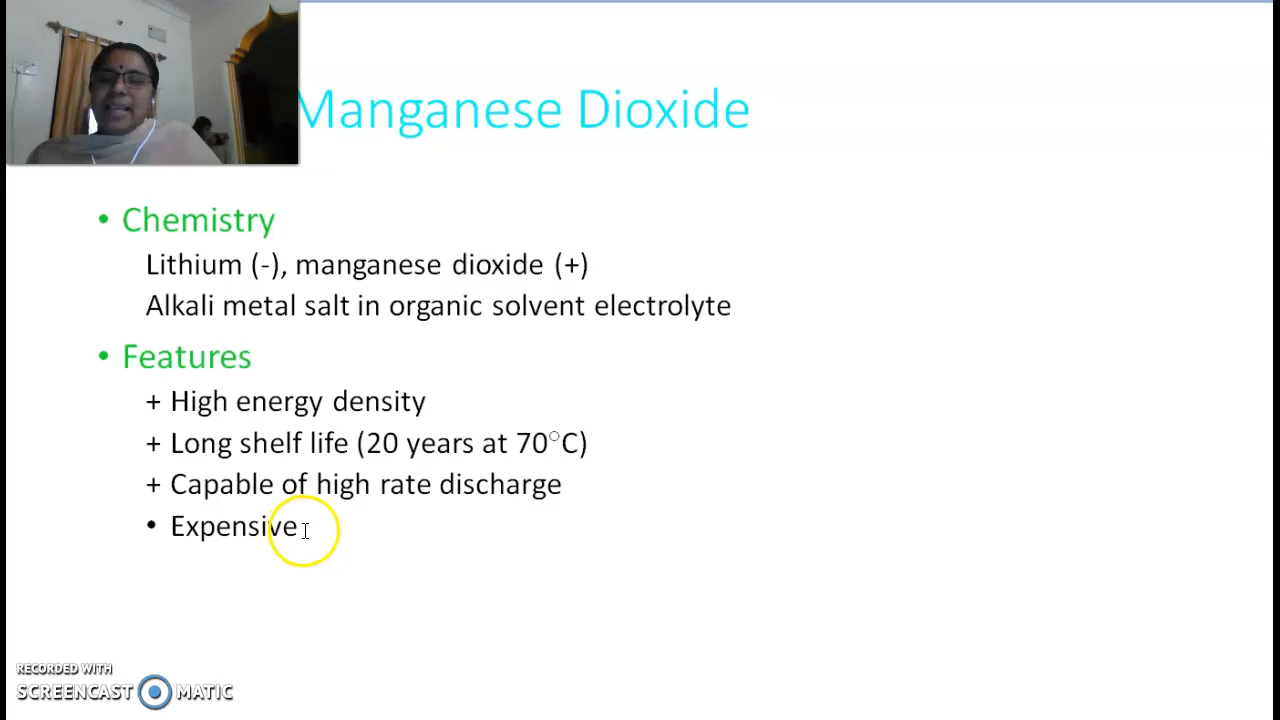 Manganese Dioxide
• Chemistry
Lithium (-), manganese dioxide (+)
Alkali metal salt in organic solvent electrolyte
• Features
+ High energy density
+ Long shelf life (20 years at 70°C)
+ Capable of high rate discharge
• Expensive
RECORDED WITH
SCREENCAST MATIC